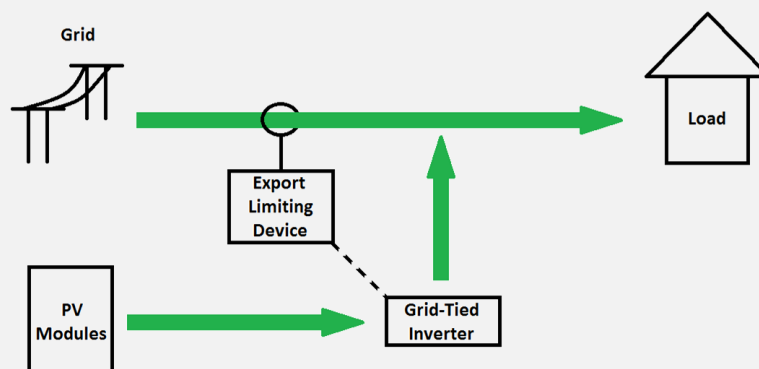 Grid
Load
Export
Limiting
Device
PV
Modules
Grid-Tied
Inverter